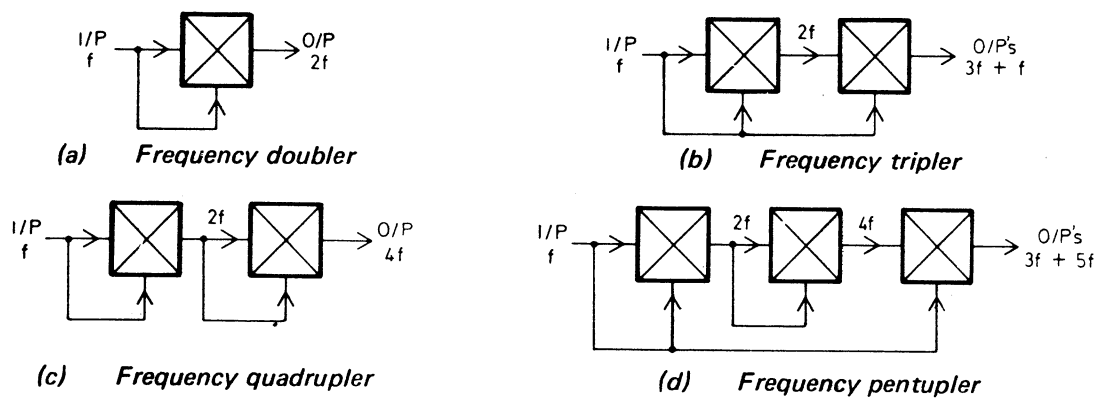 I/P
f
O/P
2f
(a) Frequency doubler
I/P
f
2f
O/P's
3f + f
(b) Frequency tripler
I/P
f
2f
O/P
4f
(c) Frequency quadrupler
I/P
f
2f
4f
O/P's
3f + 5f
(d) Frequency pentupler